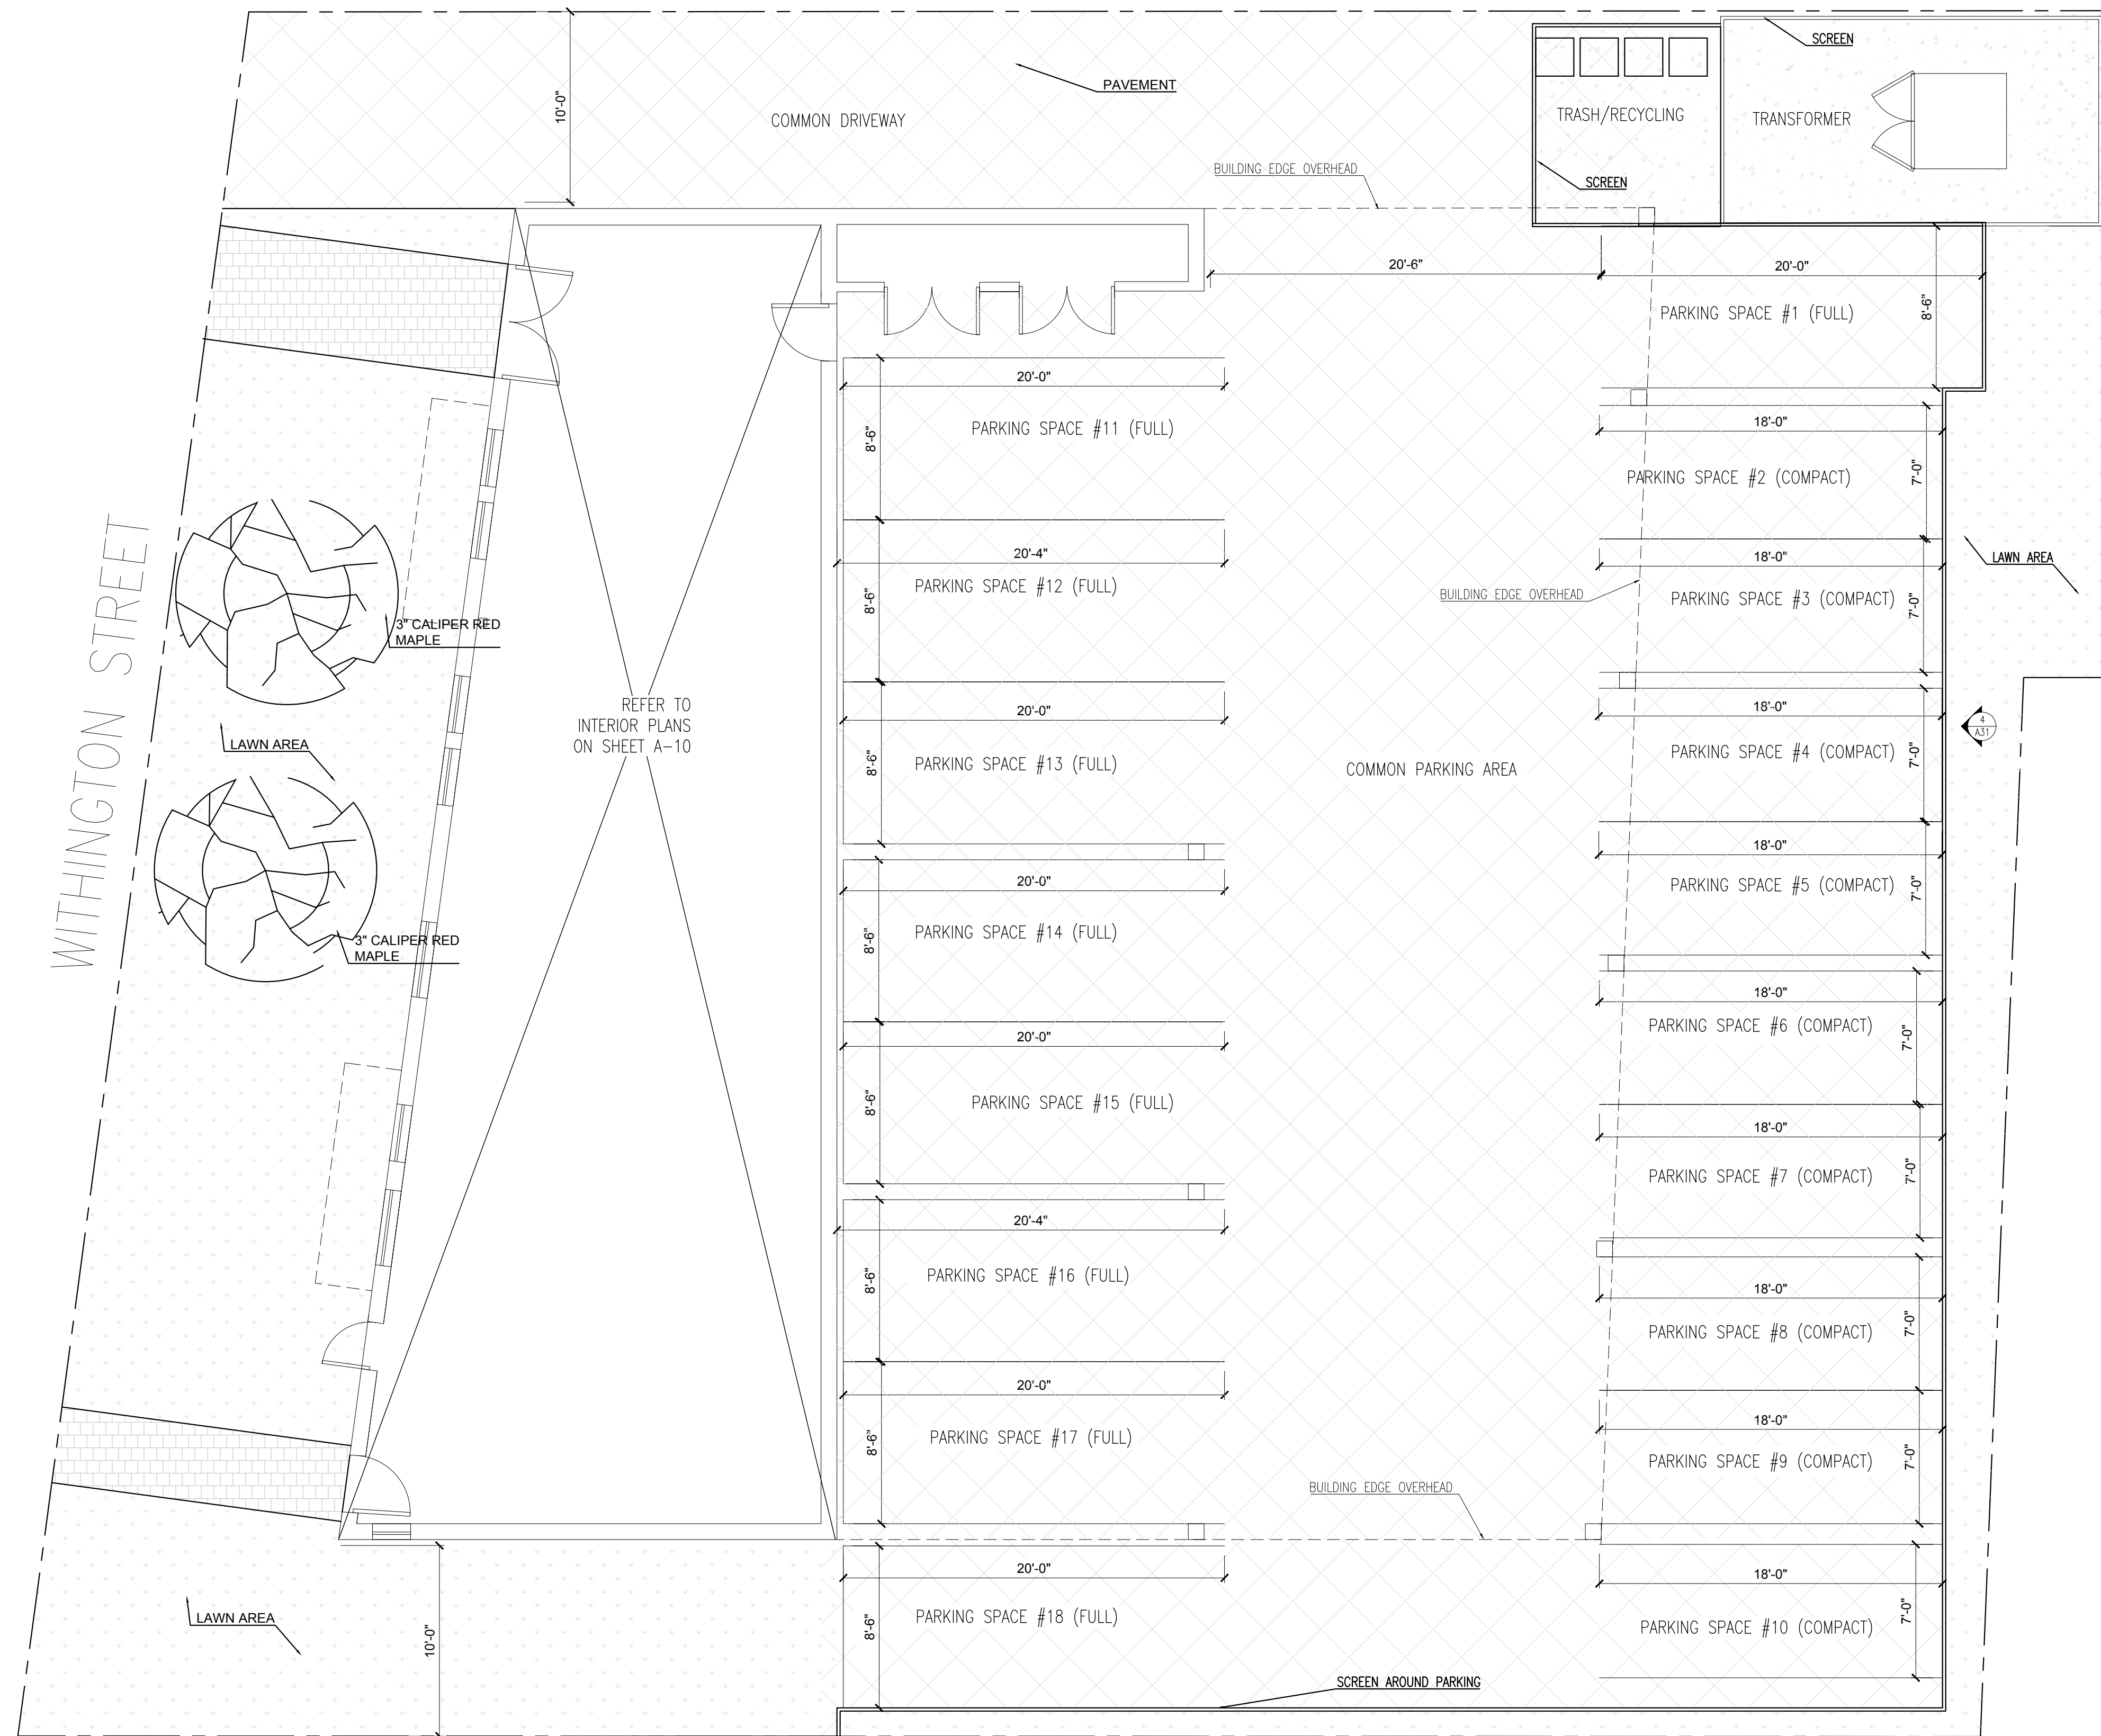 SCREEN
PAVEMENT
10'-0"
COMMON DRIVEWAY
TRASH/RECYCLING
TRANSFORMER
BUILDING EDGE OVERHEAD
SCREEN
20'-6"
20'-0"
PARKING SPACE #1 (FULL)
8'-6"
20'-0"
PARKING SPACE #11 (FULL)
8'-6"
18'-0"
PARKING SPACE #2 (COMPACT)
7'-0"
20'-4"
PARKING SPACE #12 (FULL)
8'-6"
18'-0"
PARKING SPACE #3 (COMPACT)
7'-0"
BUILDING EDGE OVERHEAD
LAWN AREA
WITHINGTON STREET
3" CALIPER RED
MAPLE
LAWN AREA
REFER TO
INTERIOR PLANS
ON SHEET A-10
20'-0"
PARKING SPACE #13 (FULL)
8'-6"
COMMON PARKING AREA
18'-0"
PARKING SPACE #4 (COMPACT)
7'-0"
4
A31
18'-0"
PARKING SPACE #5 (COMPACT)
7'-0"
3" CALIPER RED
MAPLE
20'-0"
PARKING SPACE #14 (FULL)
8'-6"
18'-0"
PARKING SPACE #6 (COMPACT)
7'-0"
20'-0"
PARKING SPACE #15 (FULL)
8'-6"
18'-0"
PARKING SPACE #7 (COMPACT)
7'-0"
20'-4"
PARKING SPACE #16 (FULL)
8'-6"
18'-0"
PARKING SPACE #8 (COMPACT)
7'-0"
20'-0"
PARKING SPACE #17 (FULL)
8'-6"
18'-0"
PARKING SPACE #9 (COMPACT)
7'-0"
BUILDING EDGE OVERHEAD
20'-0"
PARKING SPACE #18 (FULL)
8'-6"
18'-0"
PARKING SPACE #10 (COMPACT)
7'-0"
LAWN AREA
10'-0"
SCREEN AROUND PARKING